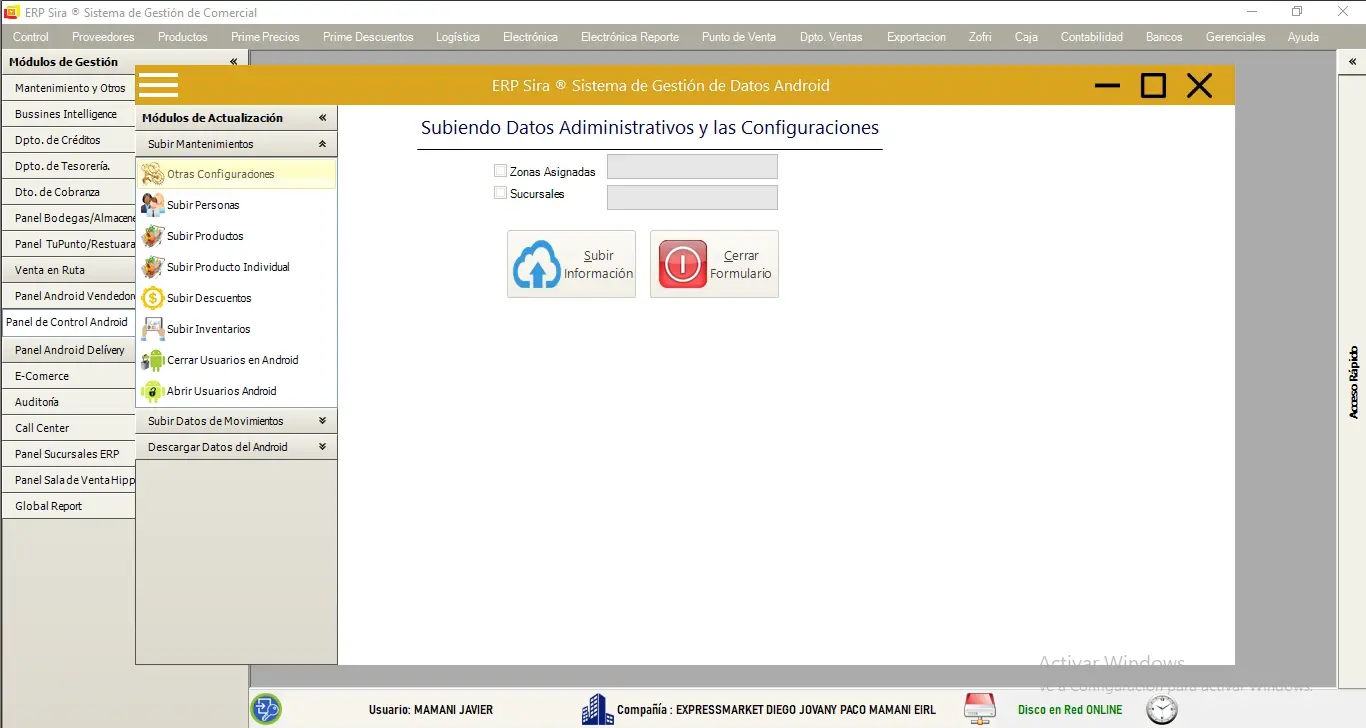 ERP Sira ® Sistema de Gestión de Comercial
Control Proveedores Productos Prime Precios Prime Descuentos Logística Electrónica Electrónica Reporte Punto de Venta Dpto. Ventas Exportacion Zofri Caja Contabilidad Bancos Gerenciales Ayuda
Módulos de Gestión
Mantenimiento y Otros
Bussines Intelligence
Dpto. de Créditos
Dpto. de Tesorería.
Dto. de Cobranza
Panel Bodegas/Almacene
Panel TuPunto/Restuara
Venta en Ruta
Panel Android Vendedor
Panel de Control Android
Panel Android Delívery
E-Comerce
Auditoría
Call Center
Panel Sucursales ERP
Panel Sala de Venta Hipp
Global Report
ERP Sira ® Sistema de Gestión de Datos Android
Módulos de Actualización
Subir Mantenimientos
Otras Configuraciones
Subir Personas
Subir Productos
Subir Producto Individual
Subir Descuentos
Subir Inventarios
Cerrar Usuarios en Android
Abrir Usuarios Android
Subir Datos de Movimientos
Descargar Datos del Android
Subiendo Datos Adiministrativos y las Configuraciones
Zonas Asignadas
Sucursales
Subir
Información
Cerrar
Formulario
Acceso Rápido
Activar Windows
Ve a Configuración para activar Windows.
Usuario: MAMANI JAVIER
Compañía : EXPRESSMARKET DIEGO JOVANY PACO MAMANI EIRL
Disco en Red ONLINE